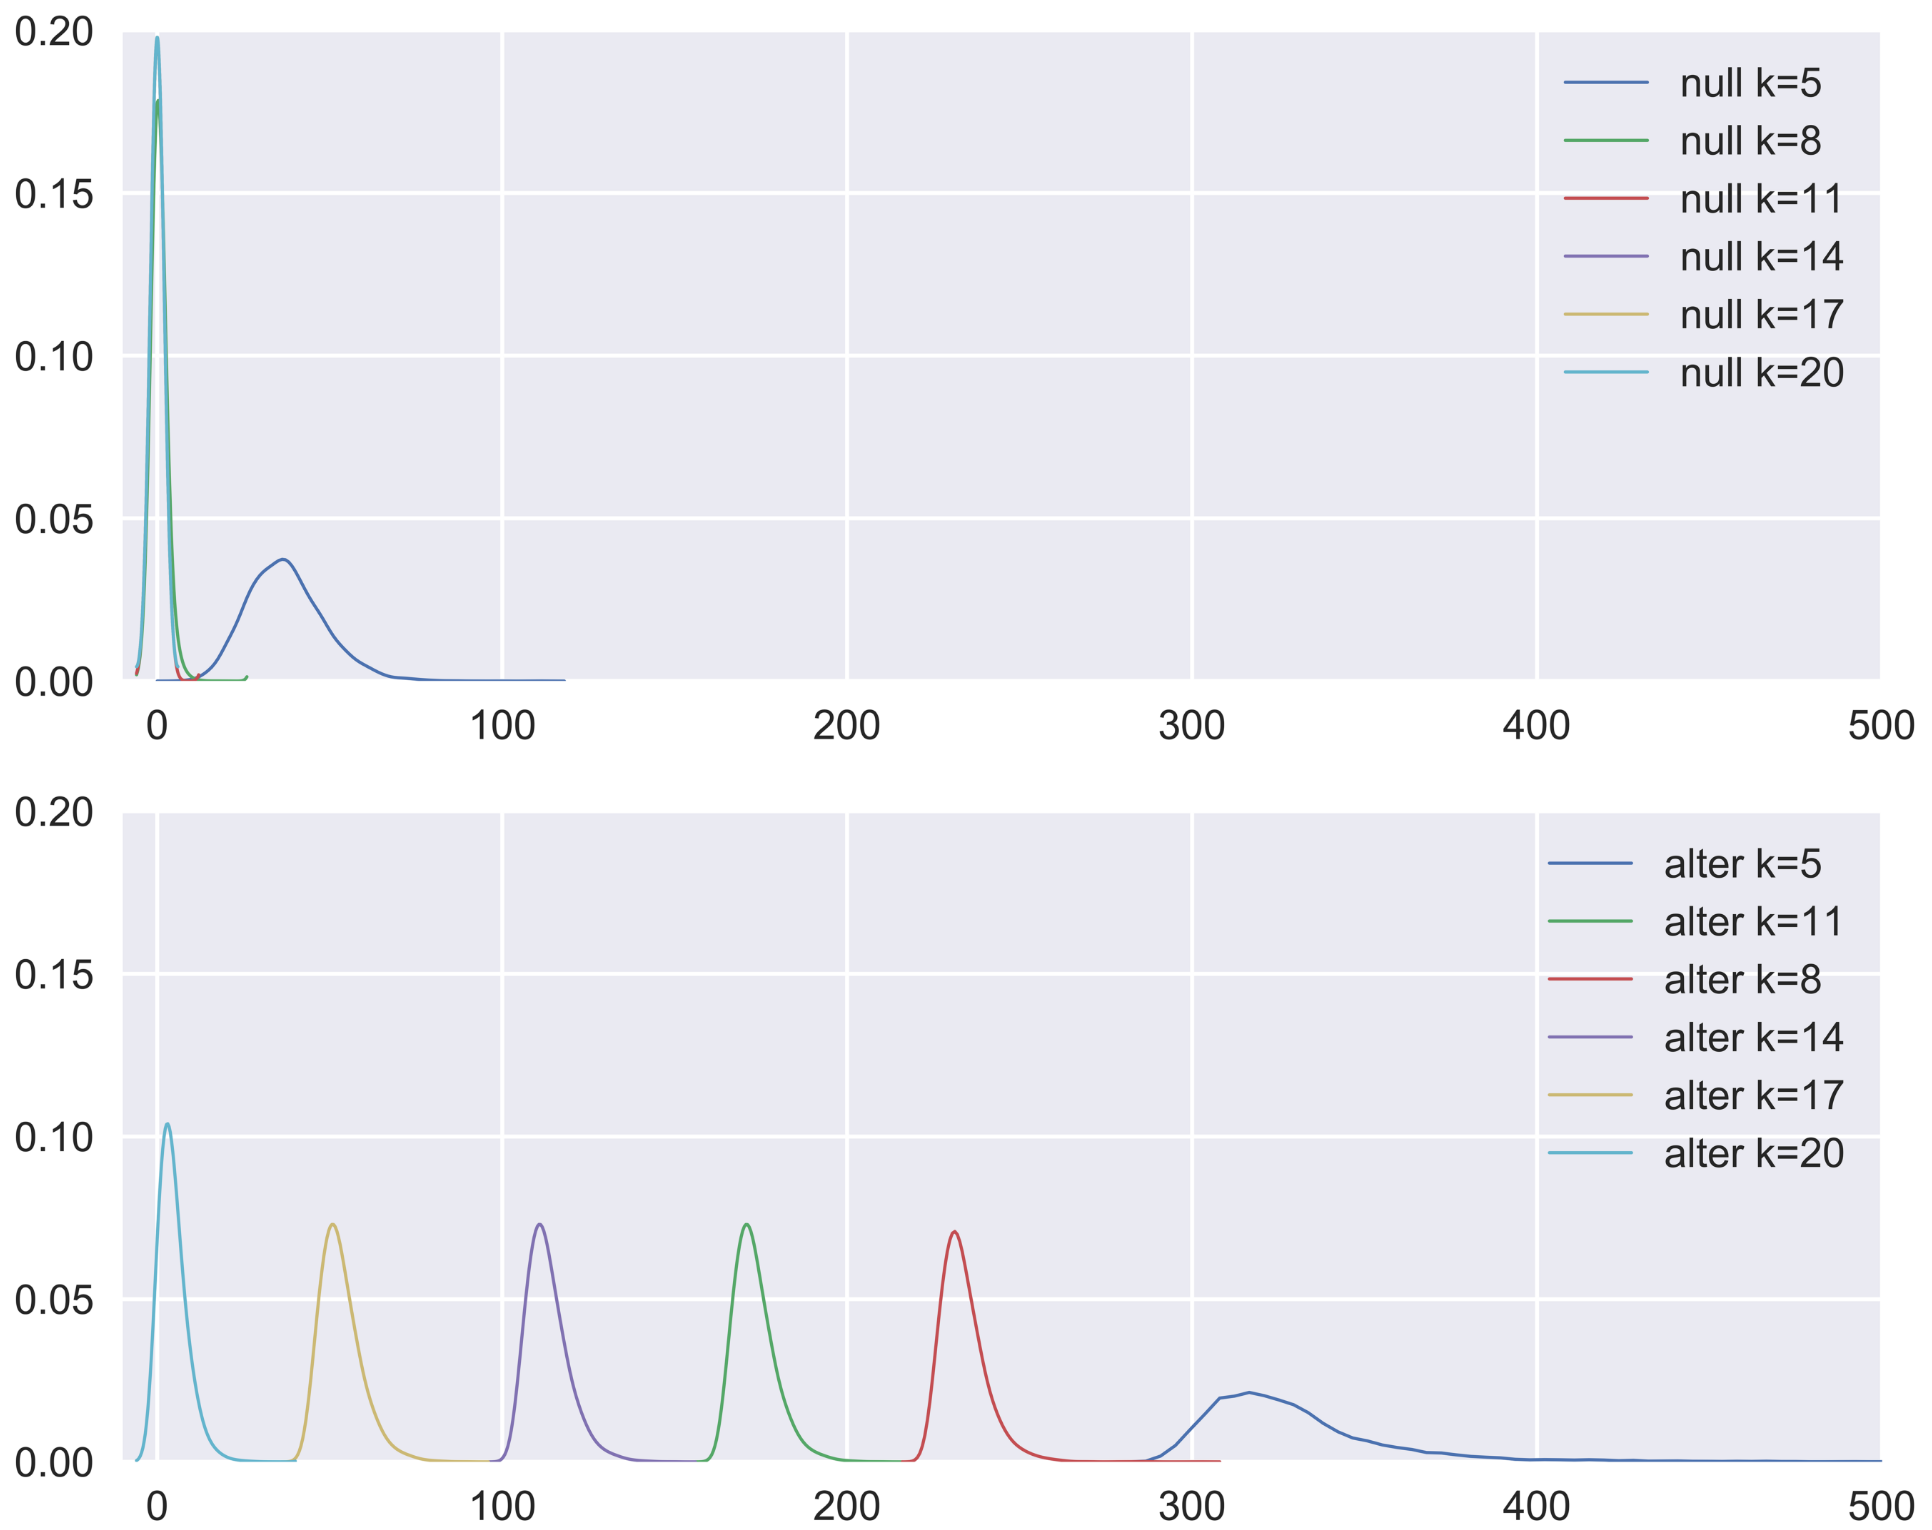 0.20
null k=5
null k=8
0.15
null k=11
null k=14
null k=17
0.10
null k=20
0.05
0.00
0 100 200 300 400 500
0.20
alter k=5
alter k=11
0.15
alter k=8
alter k=14
alter k=17
0.10
alter k=20
0.05
0.00
0 100 200 300 400 500